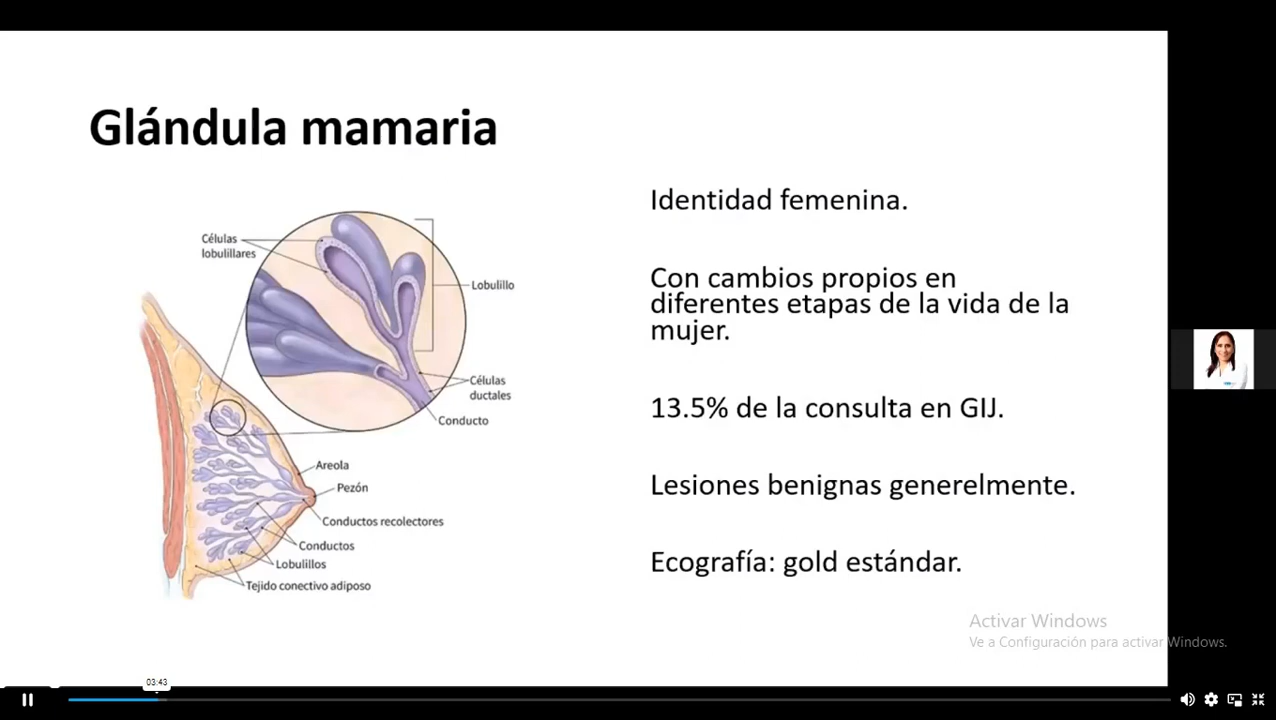 Glándula mamaria
Identidad femenina.
Con cambios propios en
diferentes etapas de la vida de la
mujer.
13.5% de la consulta en GIJ.
Lesiones benignas generelmente.
Ecografía: gold estándar.
Células
lobulillares
Lobulillo
Células
ductales
Conducto
Areola
Pezón
Conductos recolectores
Conductos
Lobulillos
Tejido conectivo adiposo
Activar Windows
Ve a Configuración para activar Windows.
03:43